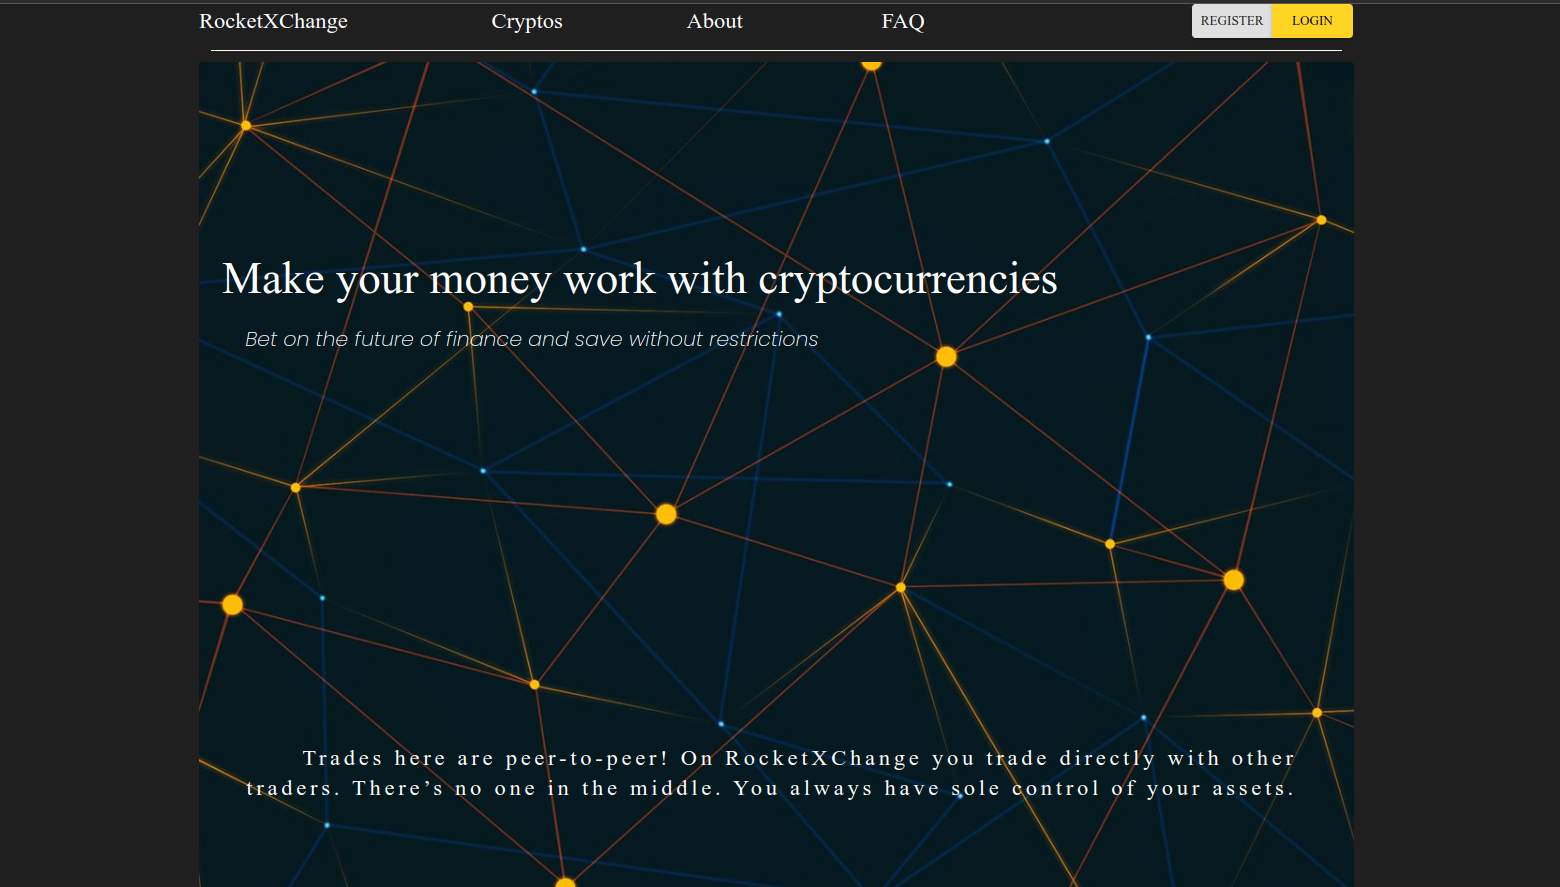 RocketXChange Cryptos About FAQ REGISTER LOGIN
Make your money work with cryptocurrencies
Bet on the future of finance and save without restrictions
Trades here are peer-to-peer! On RocketXChange you trade directly with other
traders. There’s no one in the middle. You always have sole control of your assets.